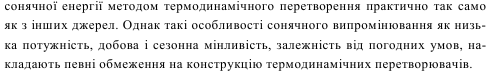 сонячної енергії методом термодинамічного перетворення практично так само
як з інших джерел. Однак такі особливості сонячного випромінювання як низь-
ка потужність, добова і сезонна мінливість, залежність від погодних умов, на-
кладають певні обмеження на конструкцію термодинамічних перетворювачів.